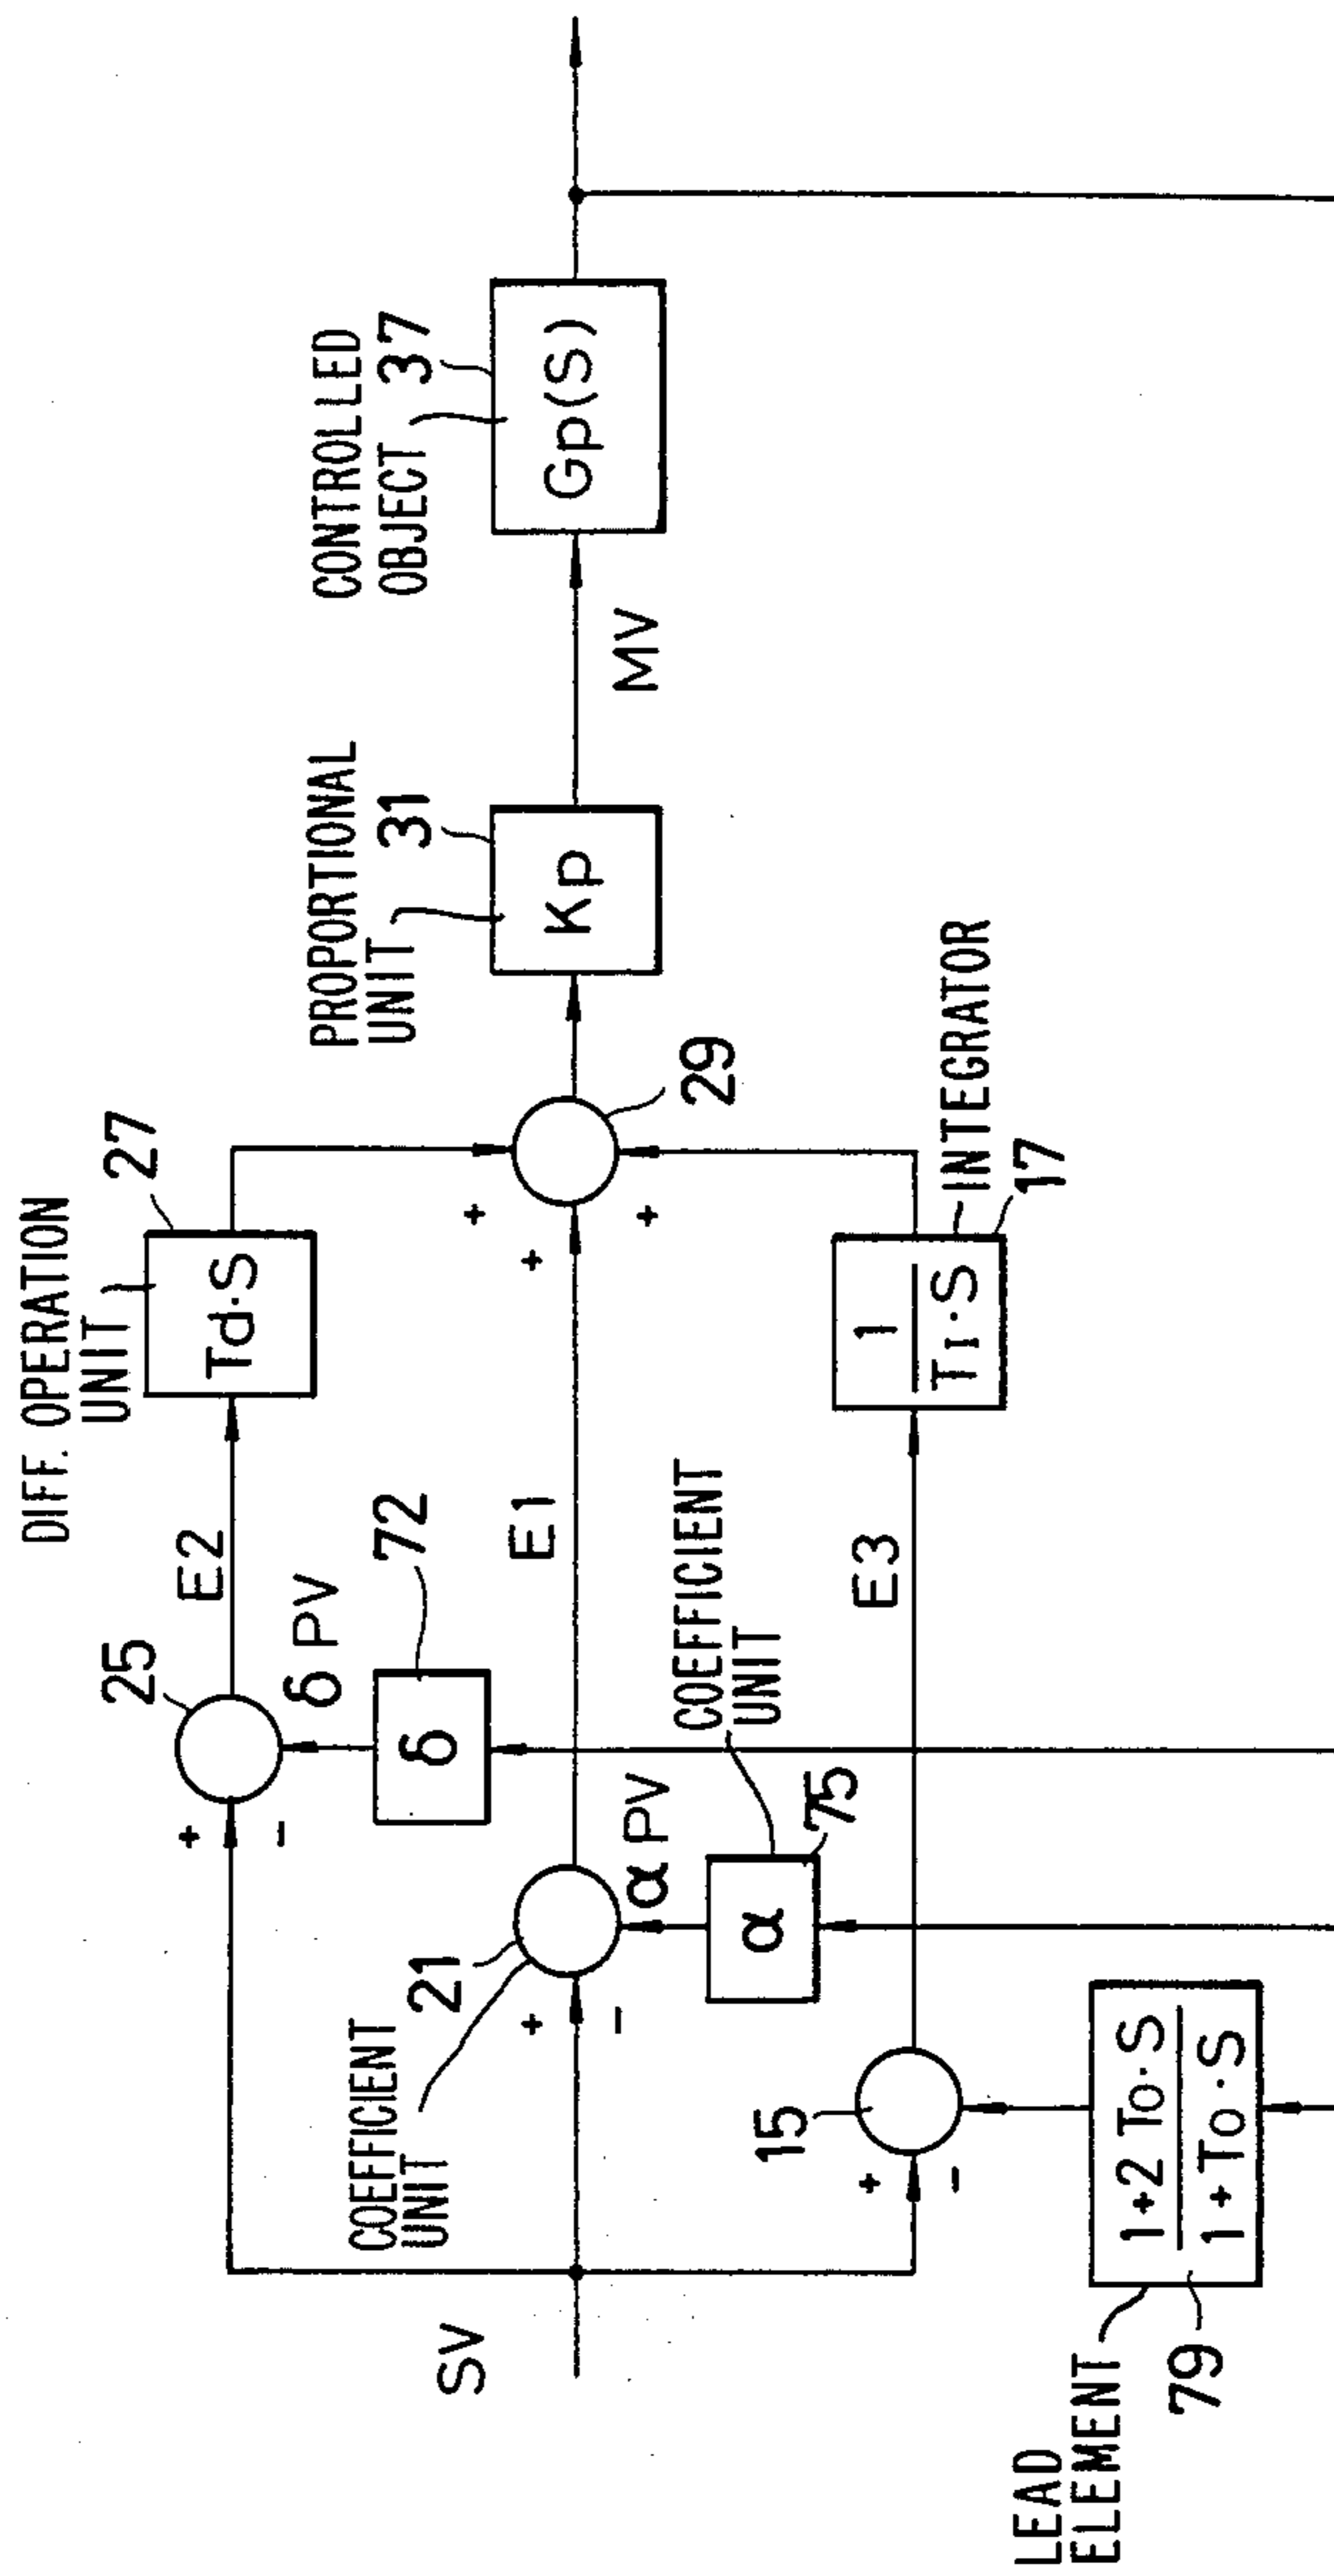 DIFF. OPERATION
UNIT
27
Td·S
E2
25
+
-
δ PV
72
δ
CONTROLLED
OBJECT 37
Gp(S)
MV
PROPORTIONAL
UNIT 31
Kp
29
+
+
+
E1
21
COEFFICIENT
UNIT
+
-
α PV
COEFFICIENT
UNIT
75
α
SV
INTEGRATOR
17
1
TI·S
E3
15
+
-
1+2 To·S
1+To·S
79
LEAD
ELEMENT